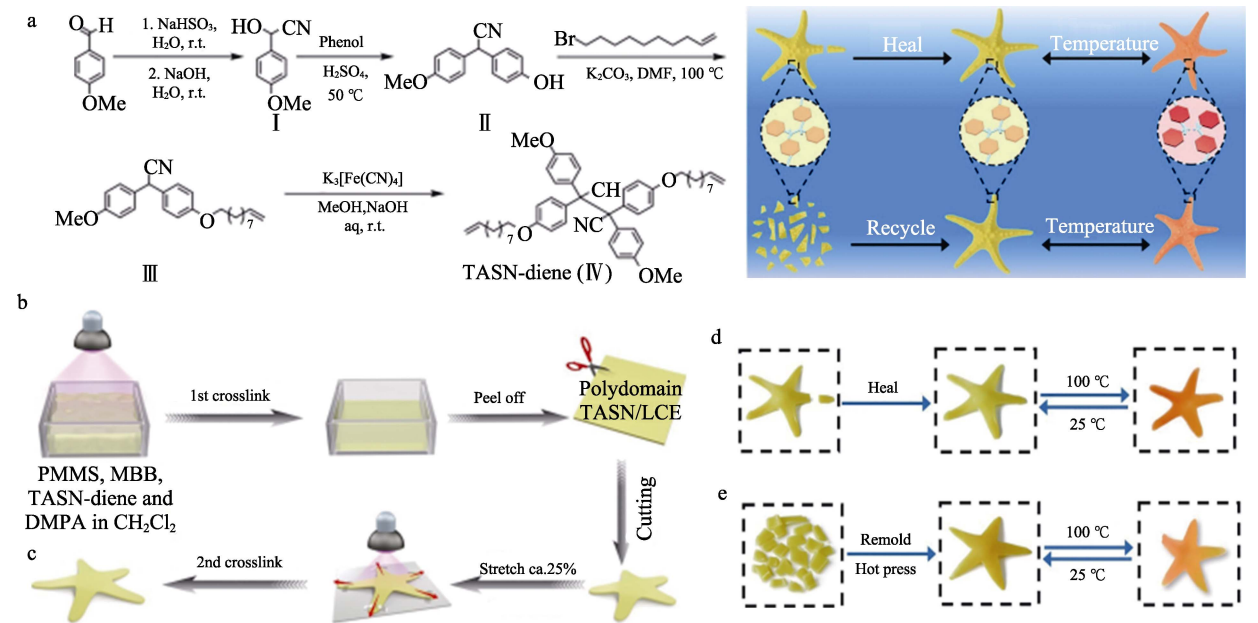 a
H
O
OMe
1. NaHSO₃,
H₂O, r.t.
2. NaOH,
H₂O, r.t.
HO CN
OMe
I
Phenol
H₂SO₄,
50 ℃
CN
MeO OH
II
Br
K₂CO₃, DMF, 100 ℃
CN
MeO O 7
III
K₃[Fe(CN)₄]
MeOH,NaOH
aq, r.t.
MeO
CH O 7
7 O NC
OMe
TASN-diene (IV)
Heal
Temperature
Recycle
Temperature
b
1st crosslink
Peel off
Polydomain
TASN/LCE
PMMS, MBB,
TASN-diene and
DMPA in CH₂Cl₂
Cutting
c
2nd crosslink
Stretch ca.25%
d
Heal
100 ℃
25 ℃
e
Remold
Hot press
100 ℃
25 ℃